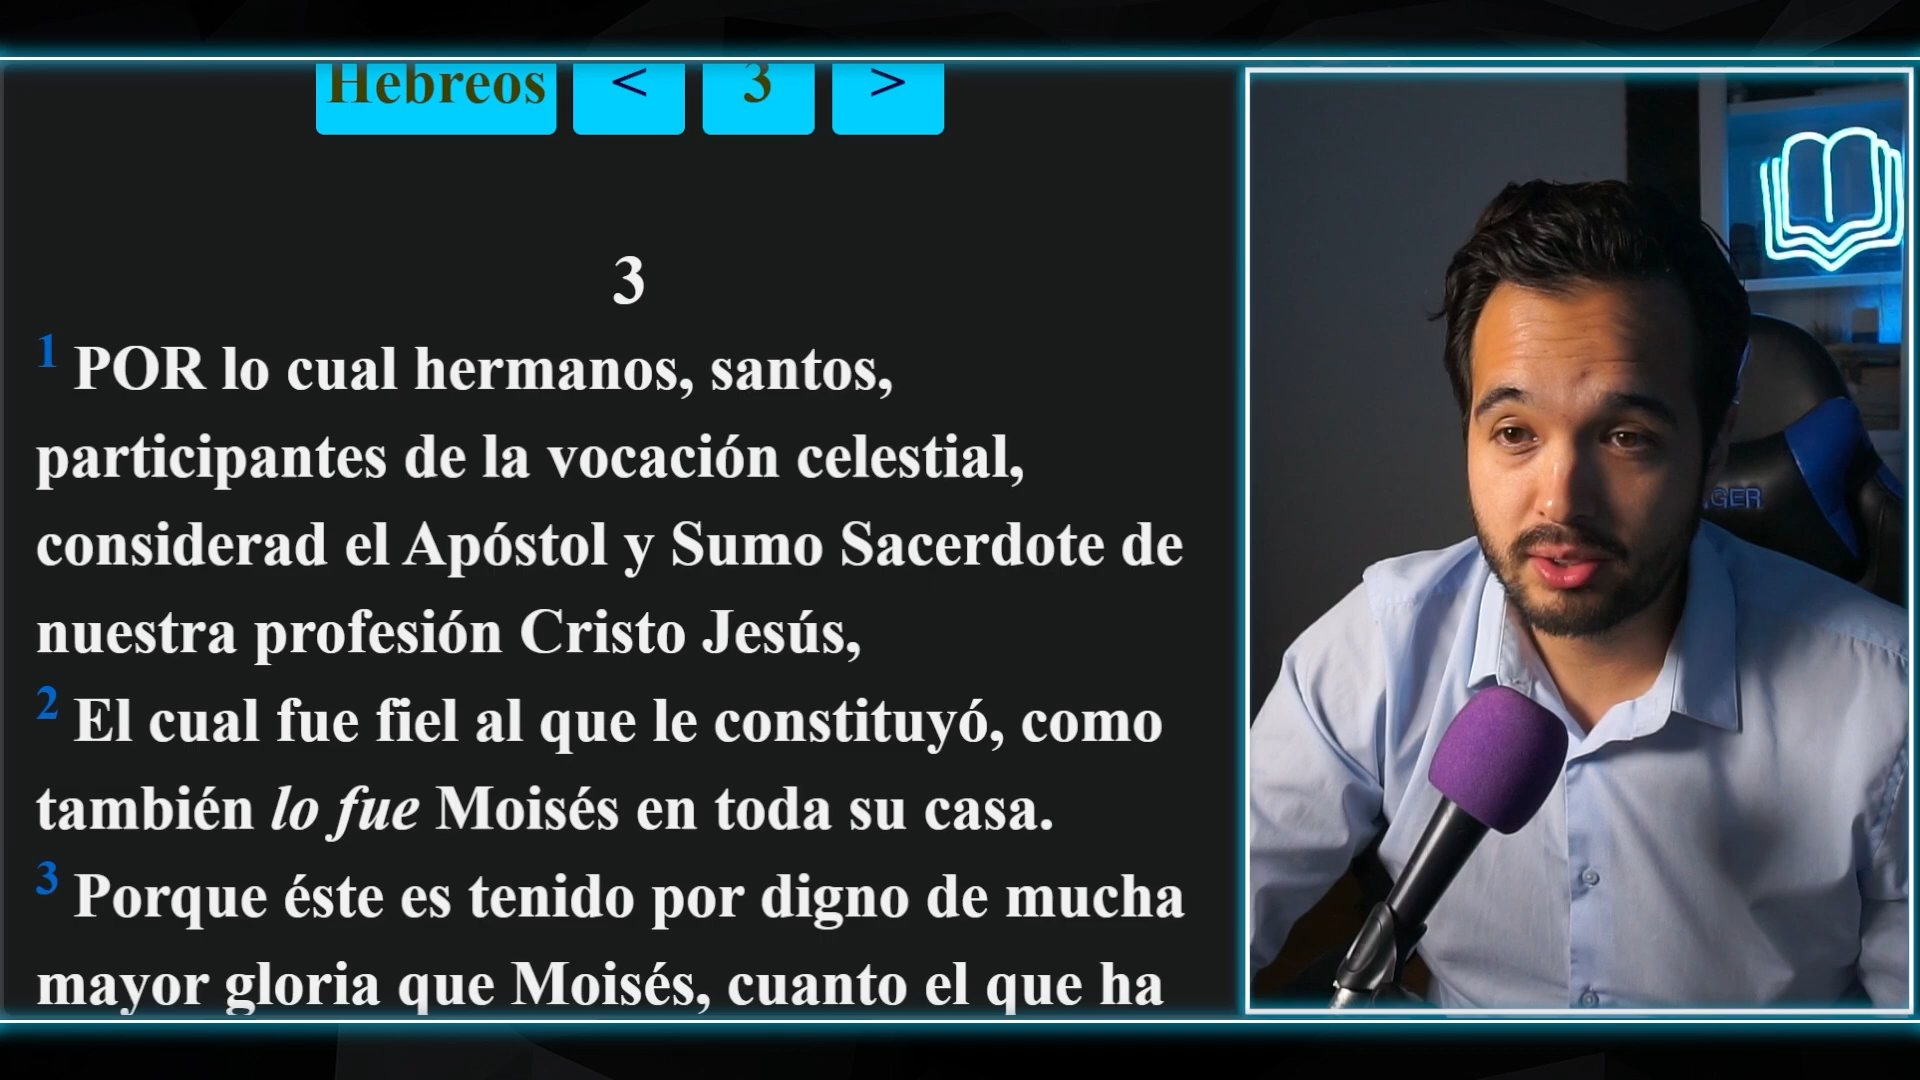 Hebreos < 3 >
3
1 POR lo cual hermanos, santos,
participantes de la vocación celestial,
considerad el Apóstol y Sumo Sacerdote de
nuestra profesión Cristo Jesús,
2 El cual fue fiel al que le constituyó, como
también lo fue Moisés en toda su casa.
3 Porque éste es tenido por digno de mucha
mayor gloria que Moisés, cuanto el que ha
GER